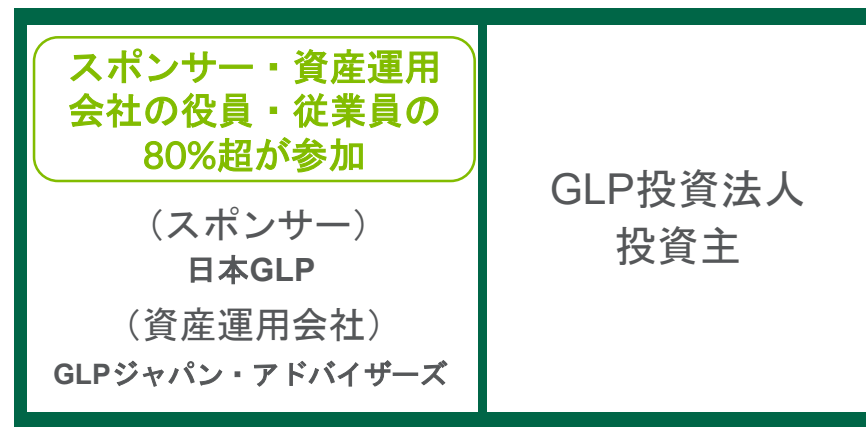 スポンサー・資産運用
会社の役員・従業員の
80%超が参加
（スポンサー）
日本GLP
（資産運用会社）
GLPジャパン・アドバイザーズ
GLP投資法人
投資主